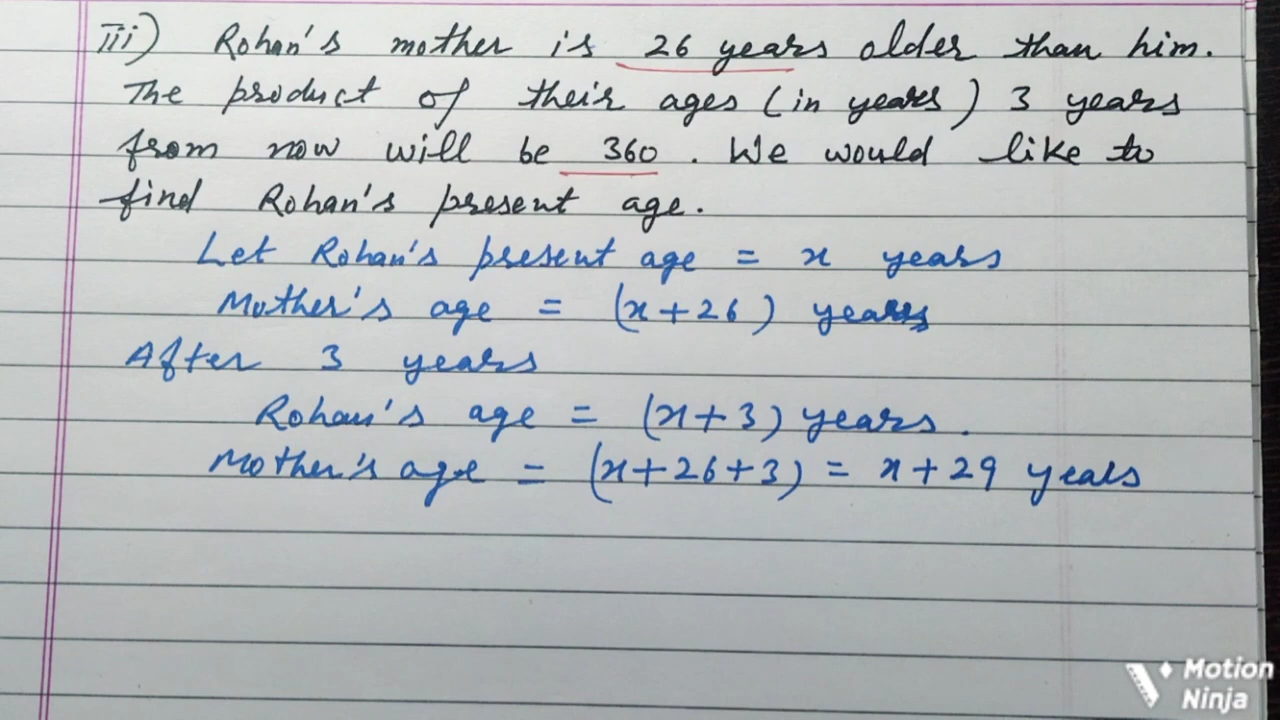 iii) Rohan's mother is 26 years older than him.
The product of their ages (in years) 3 years
from now will be 360. We would like to
find Rohan's present age.
Let Rohan's present age = x years
Mother's age = (x+26) years
After 3 years
Rohan's age = (x+3) years.
Mother's age = (x+26+3) = x+29 years
Motion
Ninja